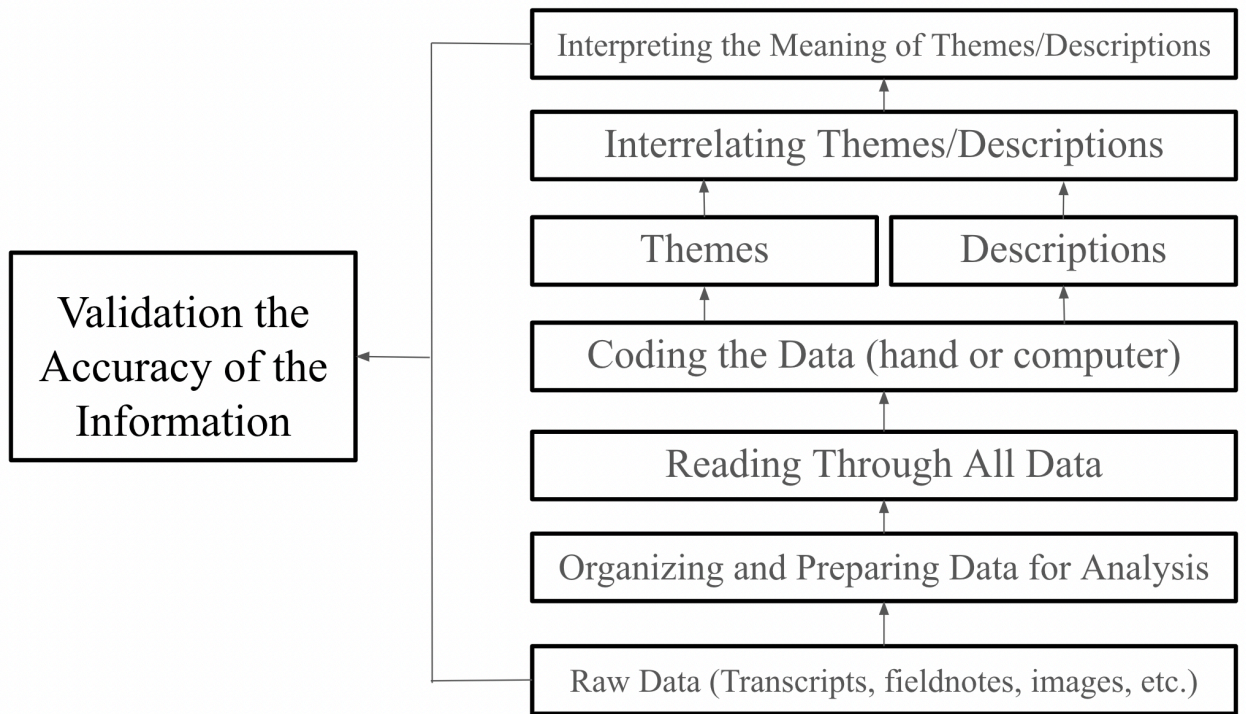 Interpreting the Meaning of Themes/Descriptions
Interrelating Themes/Descriptions
Themes
Descriptions
Validation the
Accuracy of the
Information
Coding the Data (hand or computer)
Reading Through All Data
Organizing and Preparing Data for Analysis
Raw Data (Transcripts, fieldnotes, images, etc.)